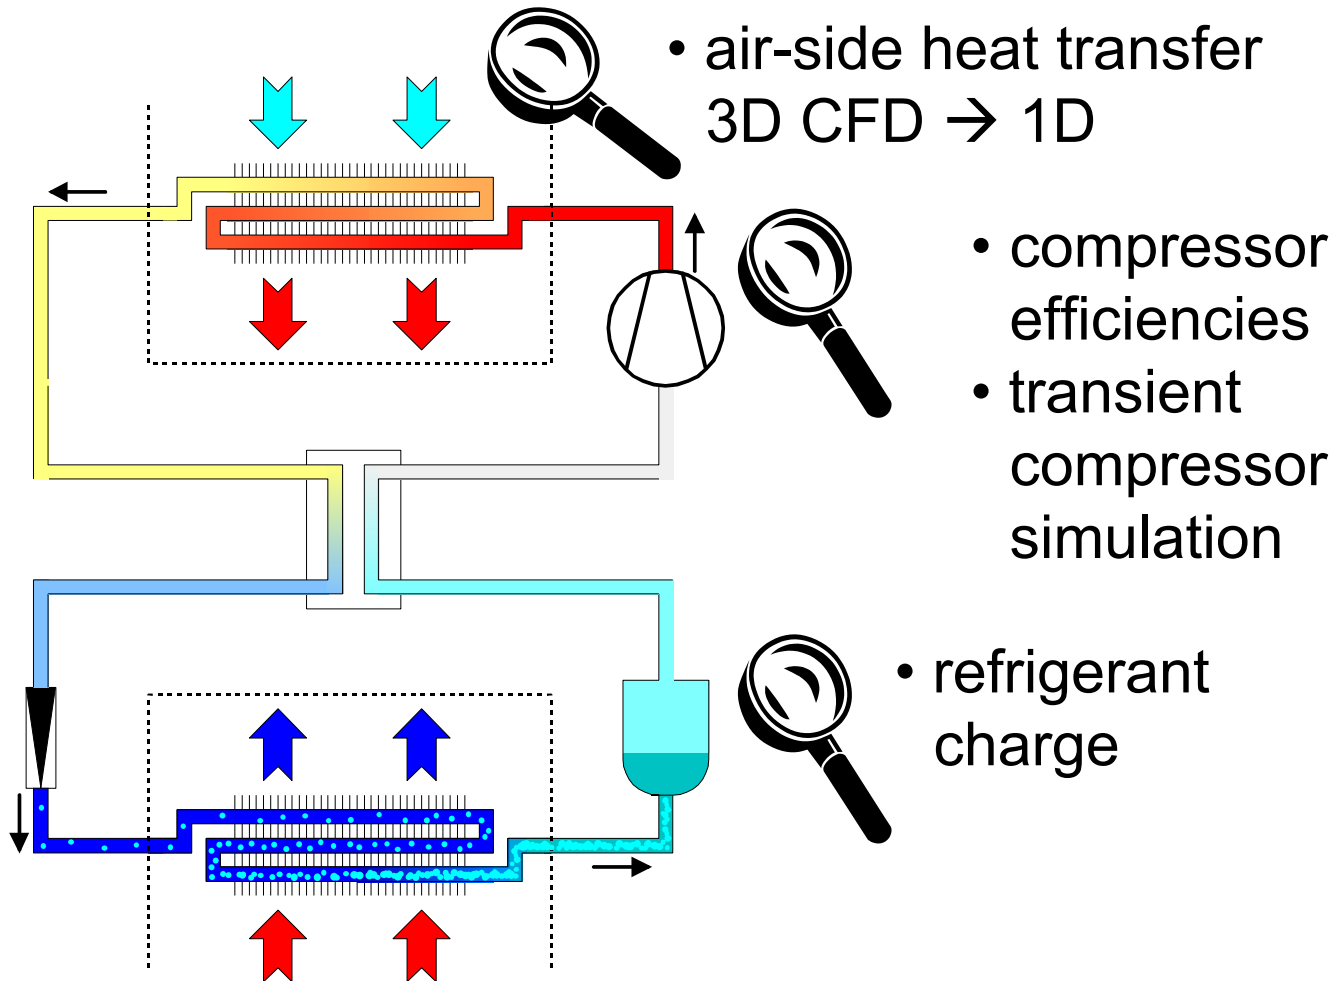 • air-side heat transfer
3D CFD → 1D
• compressor
efficiencies
• transient
compressor
simulation
• refrigerant
charge